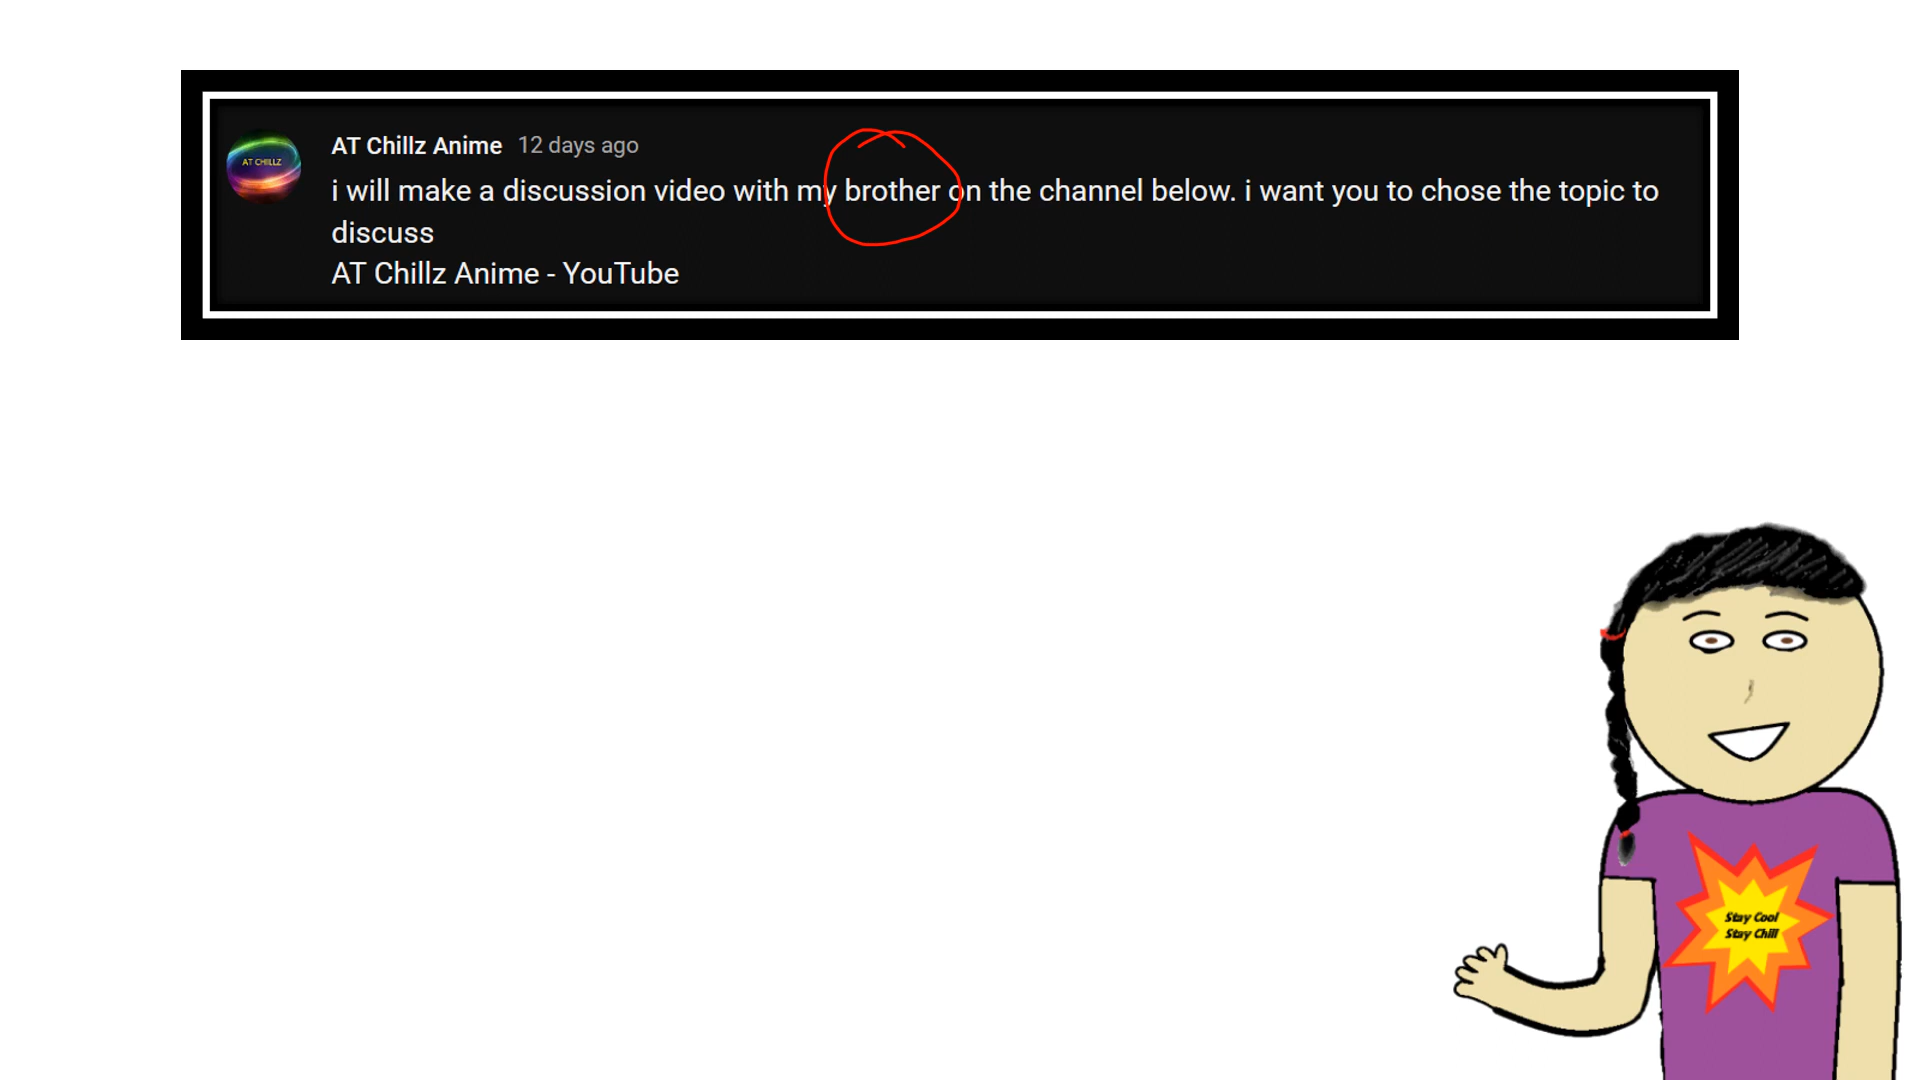 AT Chillz Anime 12 days ago
AT CHILLZ
i will make a discussion video with my brother on the channel below. i want you to chose the topic to
discuss
AT Chillz Anime - YouTube
Stay Cool
Stay Chill